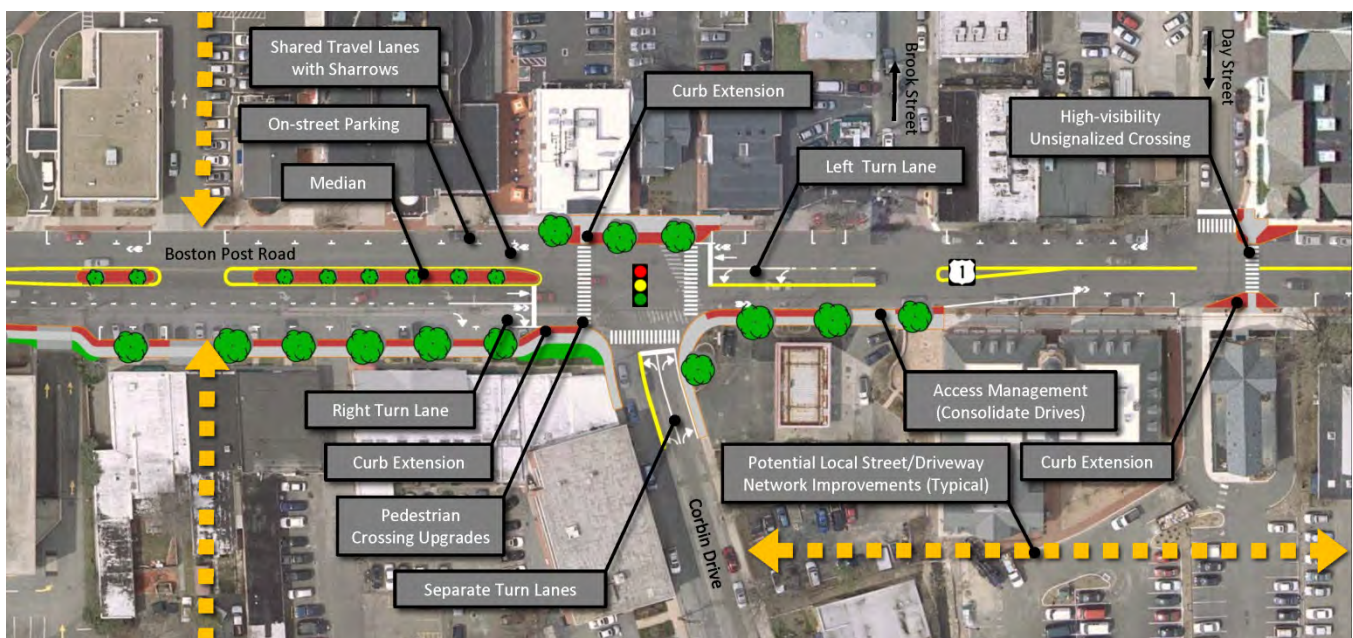 Shared Travel Lanes
with Sharrows
On-street Parking
Median
Curb Extension
Brook Street
Day Street
High-visibility
Unsignalized Crossing
Left Turn Lane
Boston Post Road
1
Right Turn Lane
Curb Extension
Pedestrian
Crossing Upgrades
Separate Turn Lanes
Corbin Drive
Access Management
(Consolidate Drives)
Potential Local Street/Driveway
Network Improvements (Typical)
Curb Extension